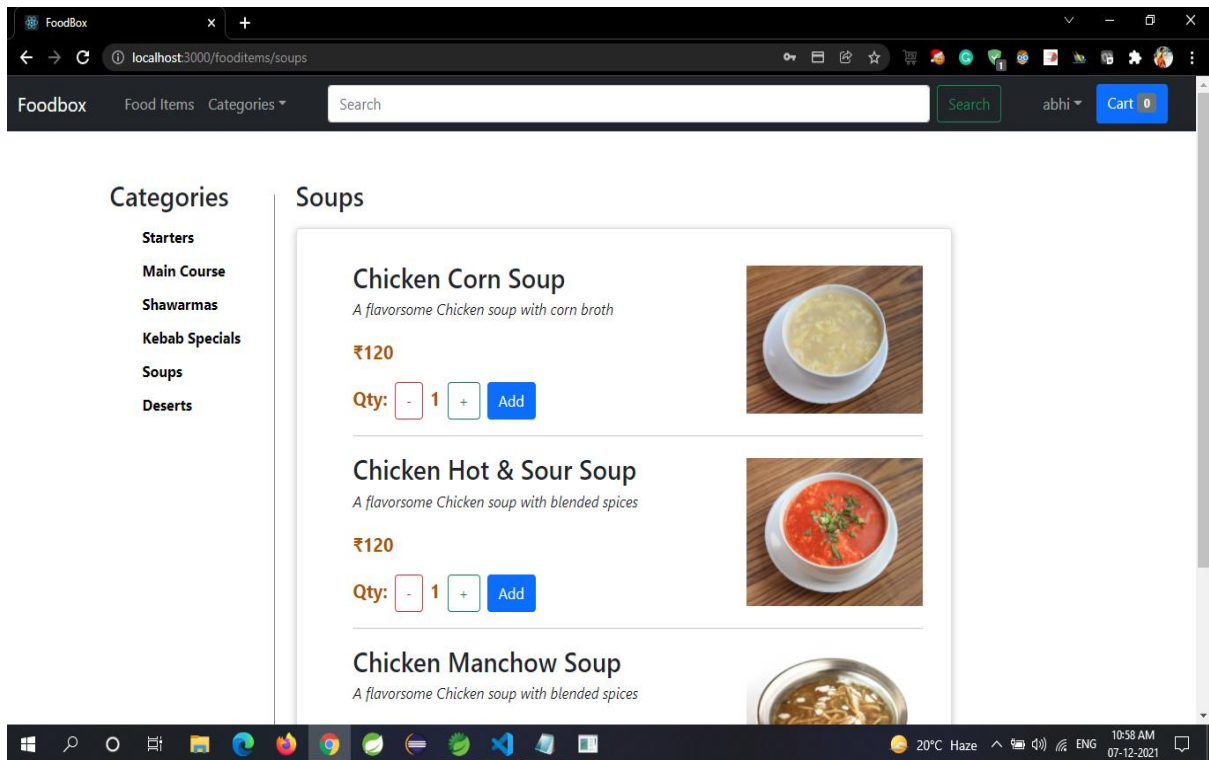 FoodBox
localhost:3000/fooditems/soups
1
Foodbox Food Items Categories Search Search abhi Cart 0
Categories
Starters
Main Course
Shawarmas
Kebab Specials
Soups
Deserts
Soups
Chicken Corn Soup
A flavorsome Chicken soup with corn broth
₹120
Qty: - 1 + Add
Chicken Hot & Sour Soup
A flavorsome Chicken soup with blended spices
₹120
Qty: - 1 + Add
Chicken Manchow Soup
A flavorsome Chicken soup with blended spices
20°C Haze ENG
10:58 AM
07-12-2021